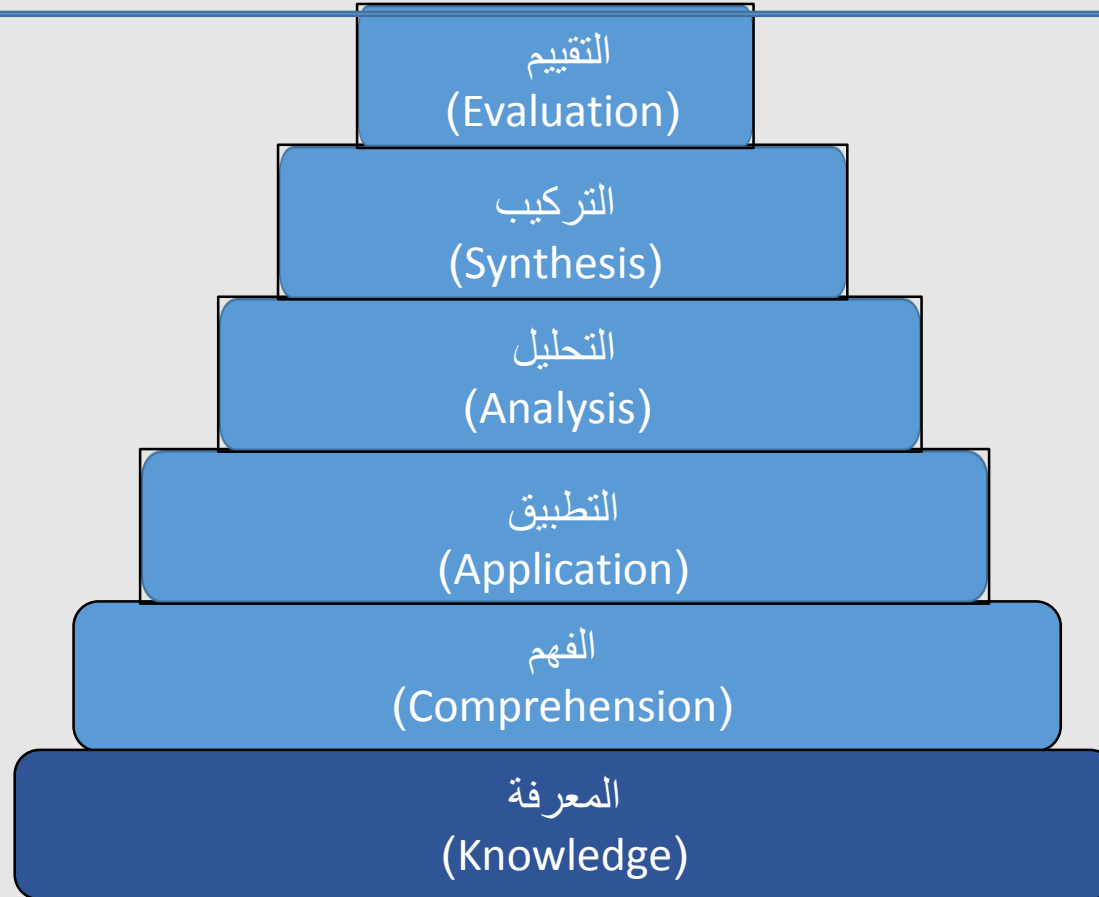 التقييم
(Evaluation)
التركيب
(Synthesis)
التحليل
(Analysis)
التطبيق
(Application)
الفهم
(Comprehension)
المعرفة
(Knowledge)